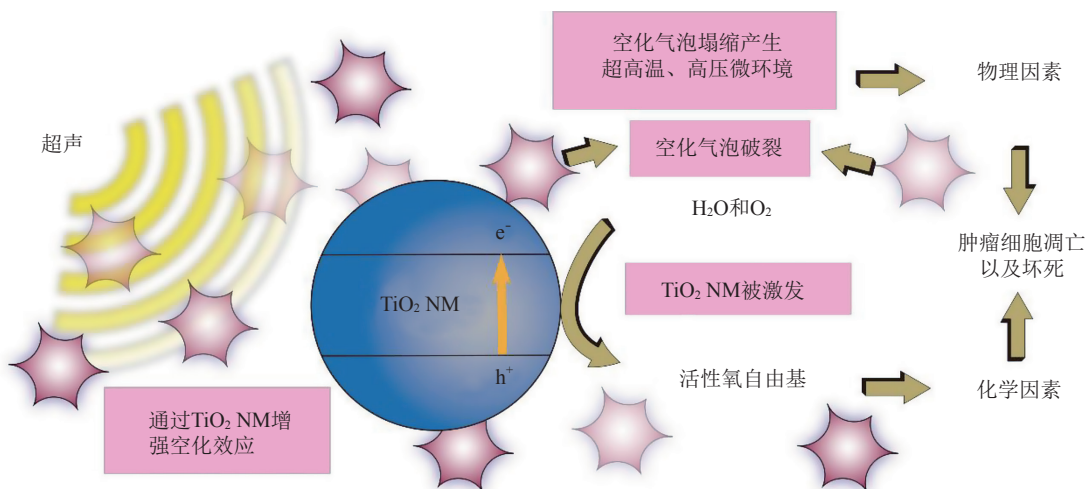 空化气泡塌缩产生
超高温、高压微环境
物理因素
超声
空化气泡破裂
H₂O和O₂
e⁻
肿瘤细胞凋亡
以及坏死
TiO₂ NM
TiO₂ NM被激发
h⁺
活性氧自由基
化学因素
通过TiO₂ NM增
强空化效应